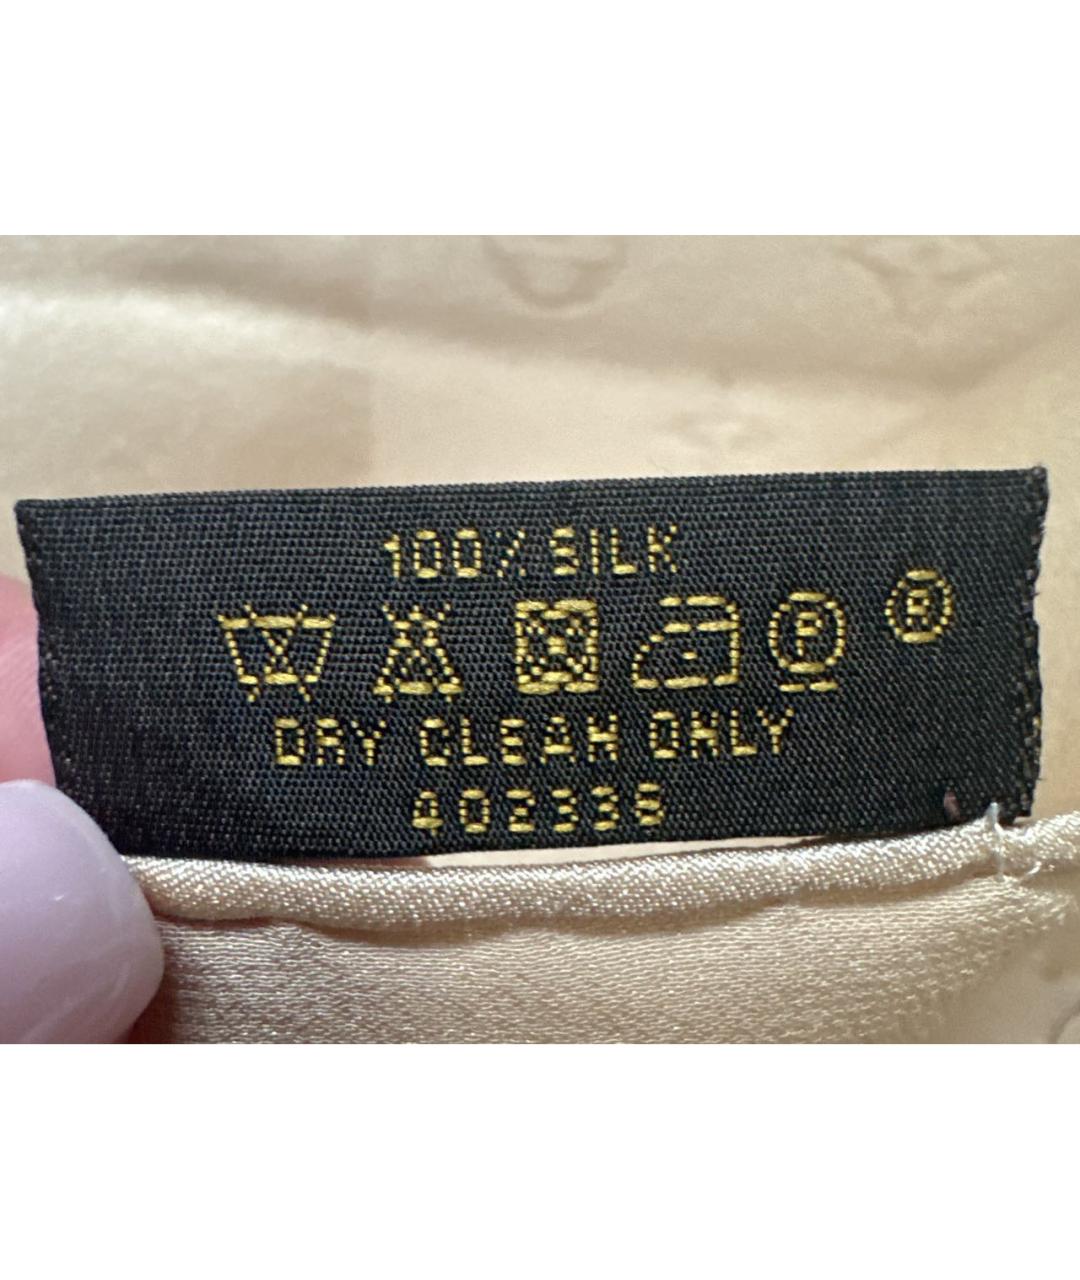 100% SILK
P ®
DRY CLEAN ONLY
402336